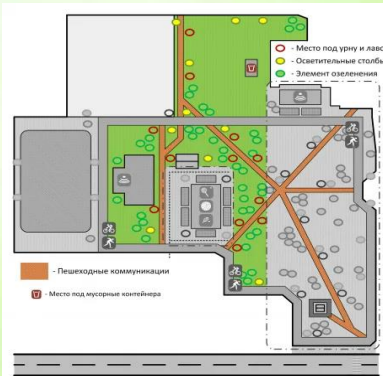 - Место под урну и лаво
- Осветительные столбы
- Элемент озеленения
- Пешеходные коммуникации
- Место под мусорные контейнера